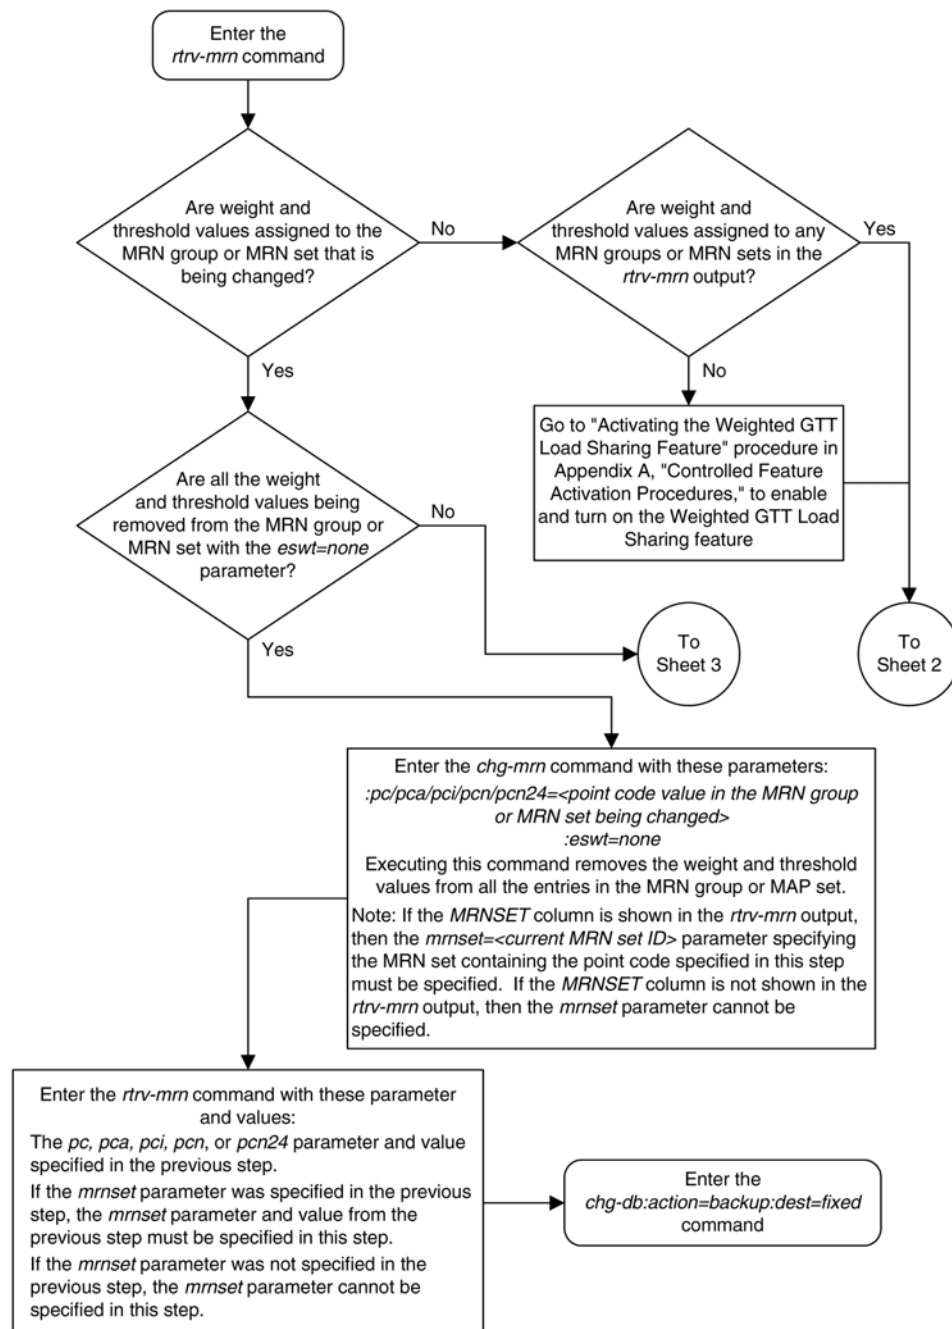 Enter the
rtrv-mrn command
Are weight and
threshold values assigned to the
MRN group or MRN set that is
being changed?
No
Are weight and
threshold values assigned to any
MRN groups or MRN sets in the
rtrv-mrn output?
Yes
Yes
No
Go to "Activating the Weighted GTT
Load Sharing Feature" procedure in
Appendix A, "Controlled Feature
Activation Procedures," to enable
and turn on the Weighted GTT Load
Sharing feature
Are all the weight
and threshold values being
removed from the MRN group or
MRN set with the eswt=none
parameter?
No
Yes
To
Sheet 3
To
Sheet 2
Enter the chg-mrn command with these parameters:
:pc/pca/pci/pcn/pcn24=<point code value in the MRN group
or MRN set being changed>
:eswt=none
Executing this command removes the weight and threshold
values from all the entries in the MRN group or MAP set.
Note: If the MRNSET column is shown in the rtrv-mrn output,
then the mrnset=<current MRN set ID> parameter specifying
the MRN set containing the point code specified in this step
must be specified.  If the MRNSET column is not shown in the
rtrv-mrn output, then the mrnset parameter cannot be
specified.
Enter the rtrv-mrn command with these parameter
and values:
The pc, pca, pci, pcn, or pcn24 parameter and value
specified in the previous step.
If the mrnset parameter was specified in the previous
step, the mrnset parameter and value from the
previous step must be specified in this step.
If the mrnset parameter was not specified in the
previous step, the mrnset parameter cannot be
specified in this step.
Enter the
chg-db:action=backup:dest=fixed
command